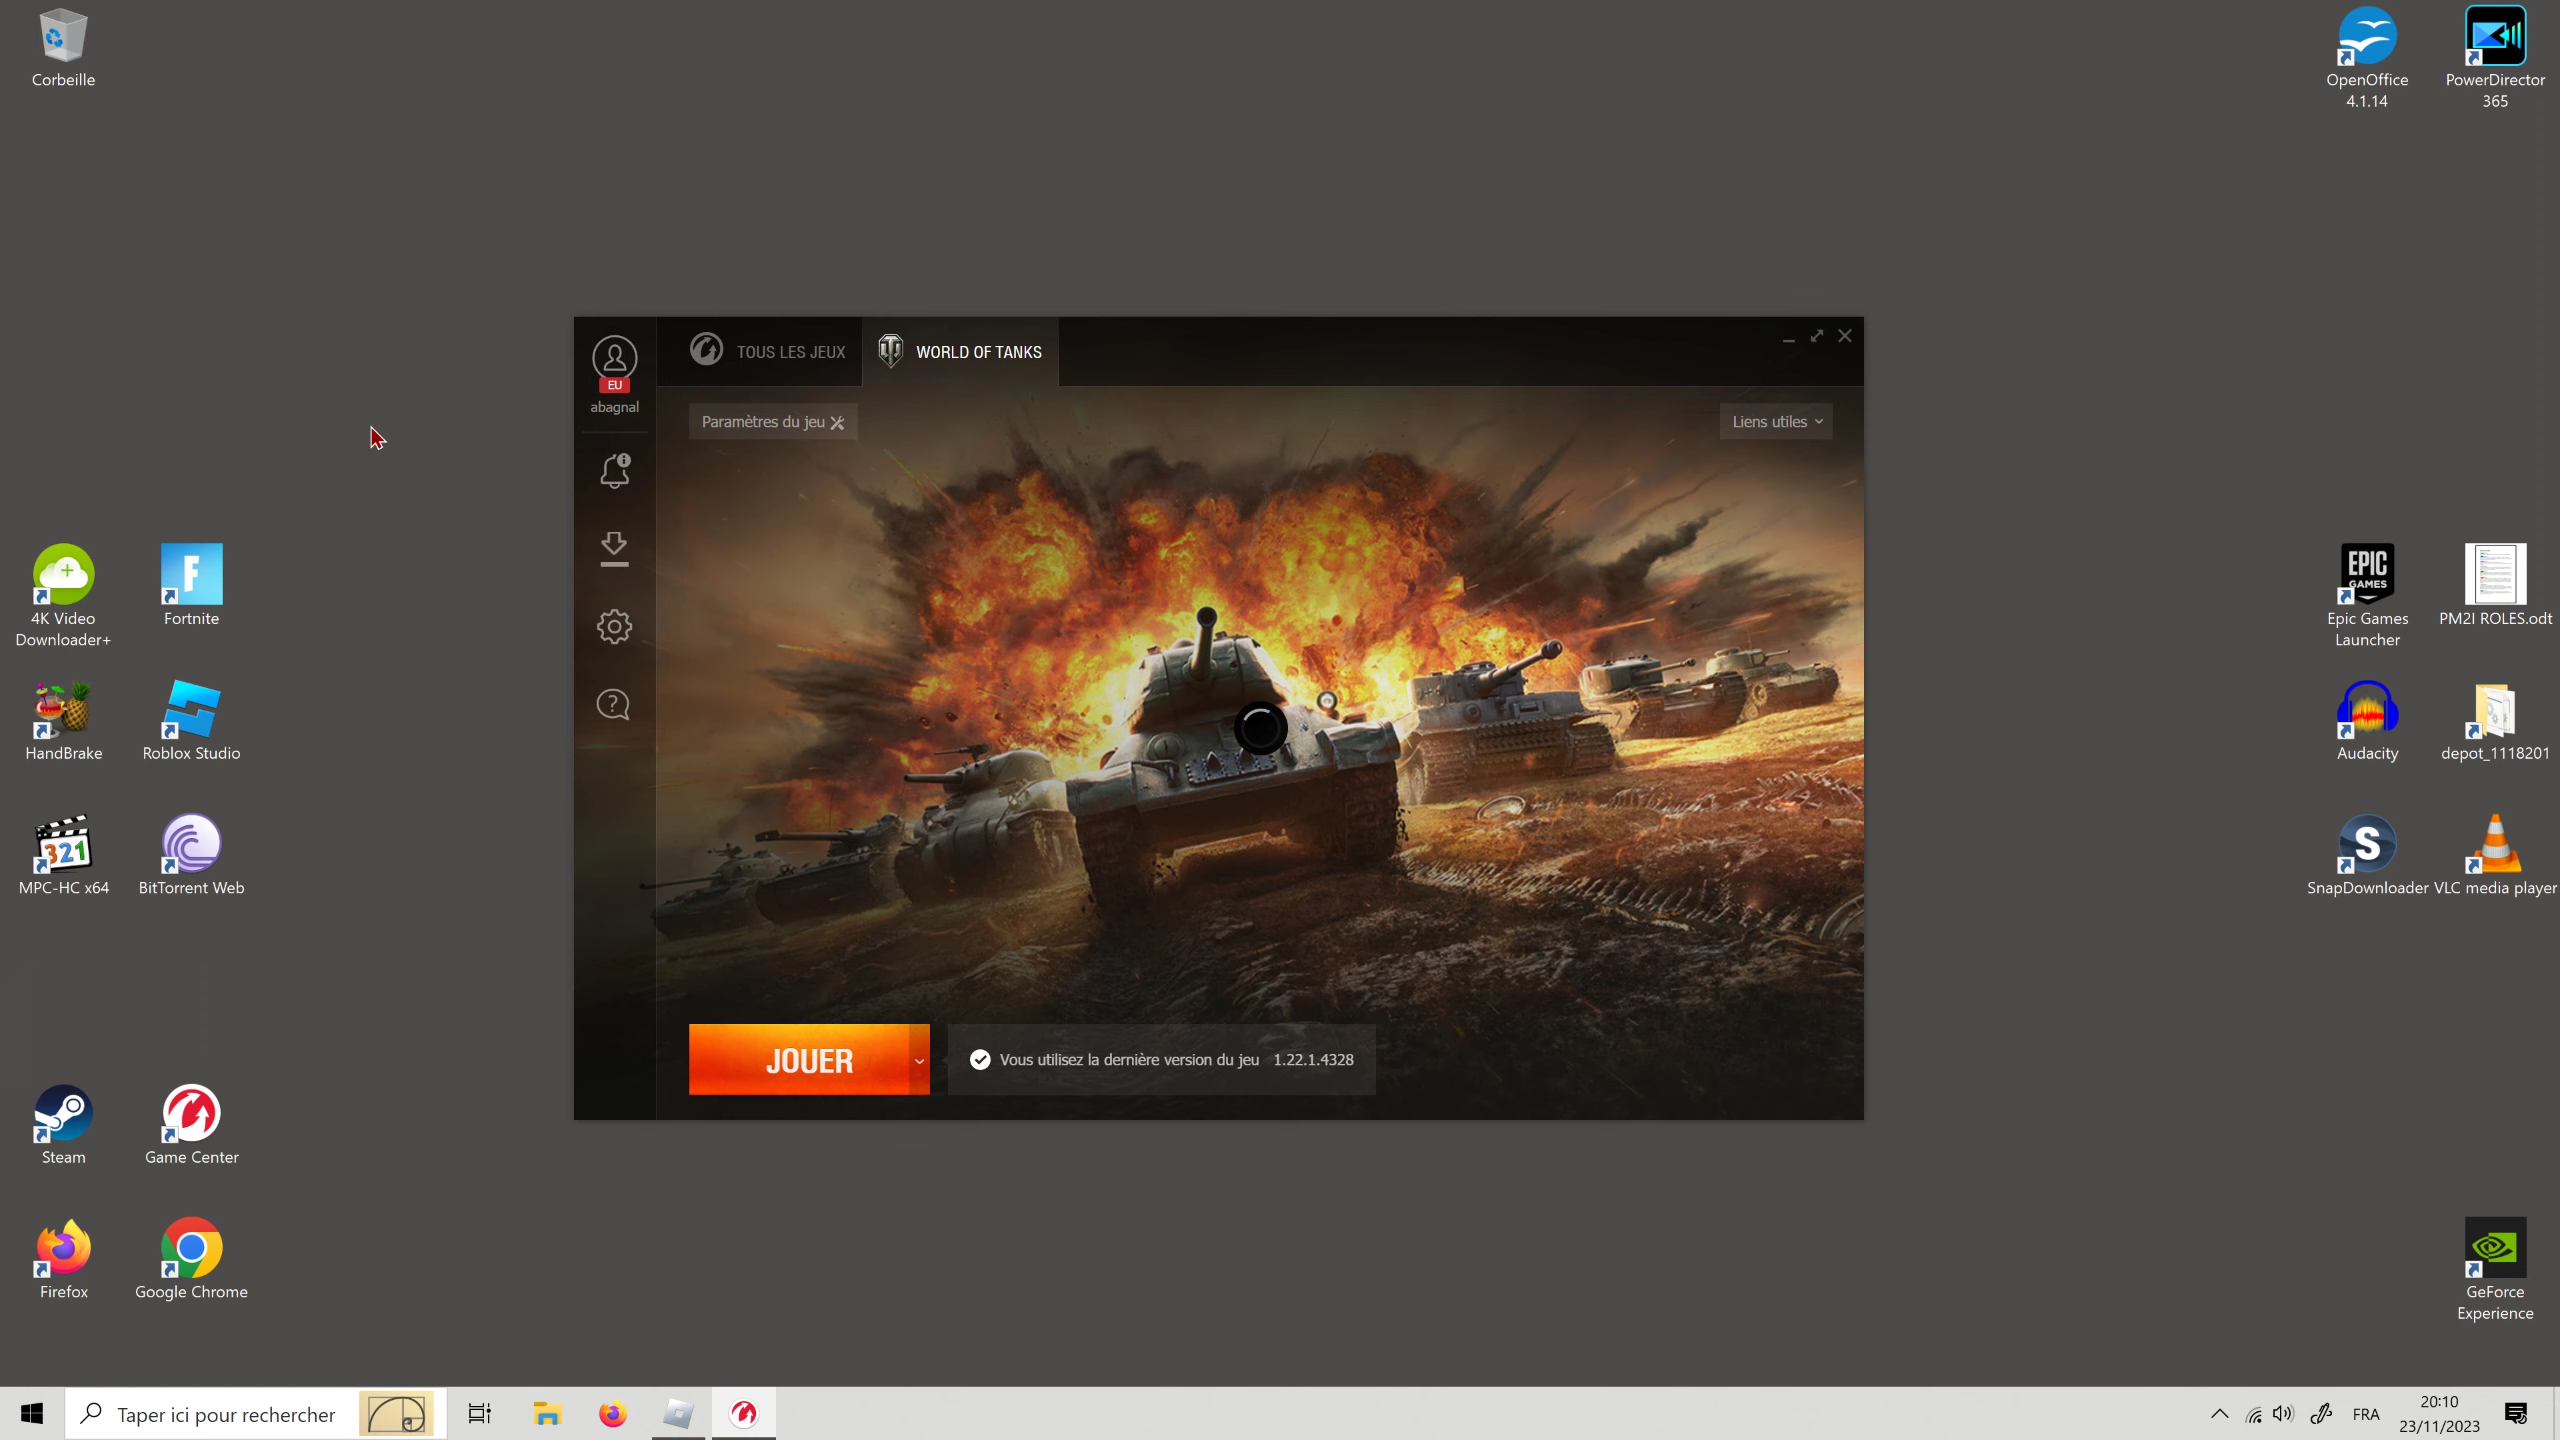 Corbeille
OpenOffice
4.1.14
PowerDirector
365
EU
abagnal
TOUS LES JEUX
WORLD OF TANKS
Paramètres du jeu
Liens utiles
4K Video
Downloader+
F
Fortnite
EPIC
GAMES
Epic Games
Launcher
PM2I ROLES.odt
HandBrake
Roblox Studio
Audacity
depot_1118201
321
MPC-HC x64
BitTorrent Web
S
SnapDownloader
VLC media player
JOUER
Vous utilisez la dernière version du jeu 1.22.1.4328
Steam
Game Center
Firefox
Google Chrome
GeForce
Experience
Taper ici pour rechercher
FRA
20:10
23/11/2023